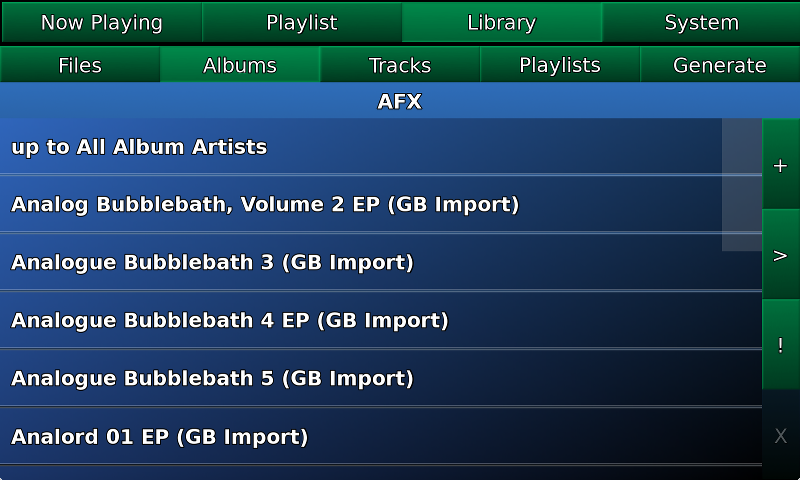 Now Playing Playlist Library System
Files Albums Tracks Playlists Generate
AFX
up to All Album Artists
+
Analog Bubblebath, Volume 2 EP (GB Import)
Analogue Bubblebath 3 (GB Import)
>
Analogue Bubblebath 4 EP (GB Import)
!
Analogue Bubblebath 5 (GB Import)
Analord 01 EP (GB Import)
X